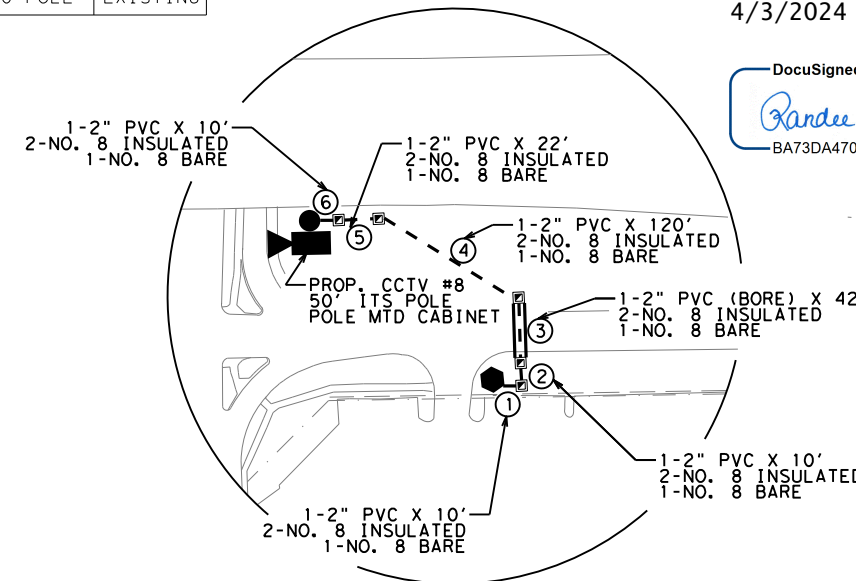 POLE
EXISTING
4/3/2024
DocuSigned
Randee
BA73DA470
1-2" PVC X 10'
2-NO. 8 INSULATED
1-NO. 8 BARE
1-2" PVC X 22'
2-NO. 8 INSULATED
1-NO. 8 BARE
6
5
4
1-2" PVC X 120'
2-NO. 8 INSULATED
1-NO. 8 BARE
PROP. CCTV #8
50' ITS POLE
POLE MTD CABINET
1-2" PVC (BORE) X 42
2-NO. 8 INSULATED
1-NO. 8 BARE
3
2
1
1-2" PVC X 10'
2-NO. 8 INSULATED
1-NO. 8 BARE
1-2" PVC X 10'
2-NO. 8 INSULATED
1-NO. 8 BARE